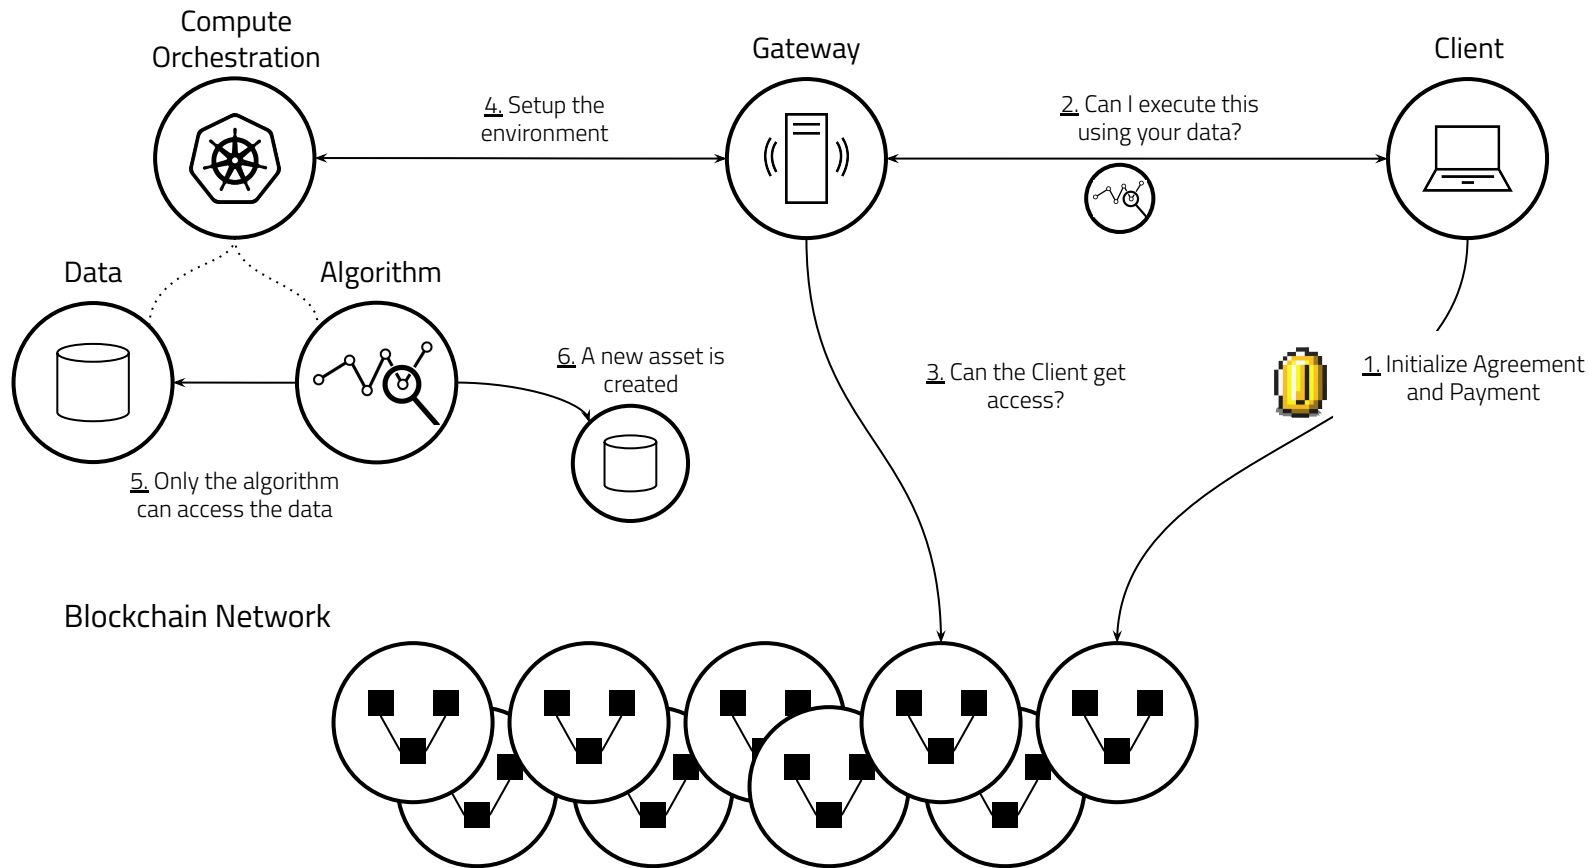 Compute
Orchestration
Gateway
Client
4. Setup the
environment
2. Can I execute this
using your data?
Data
Algorithm
6. A new asset is
created
3. Can the Client get
access?
1. Initialize Agreement
and Payment
5. Only the algorithm
can access the data
Blockchain Network